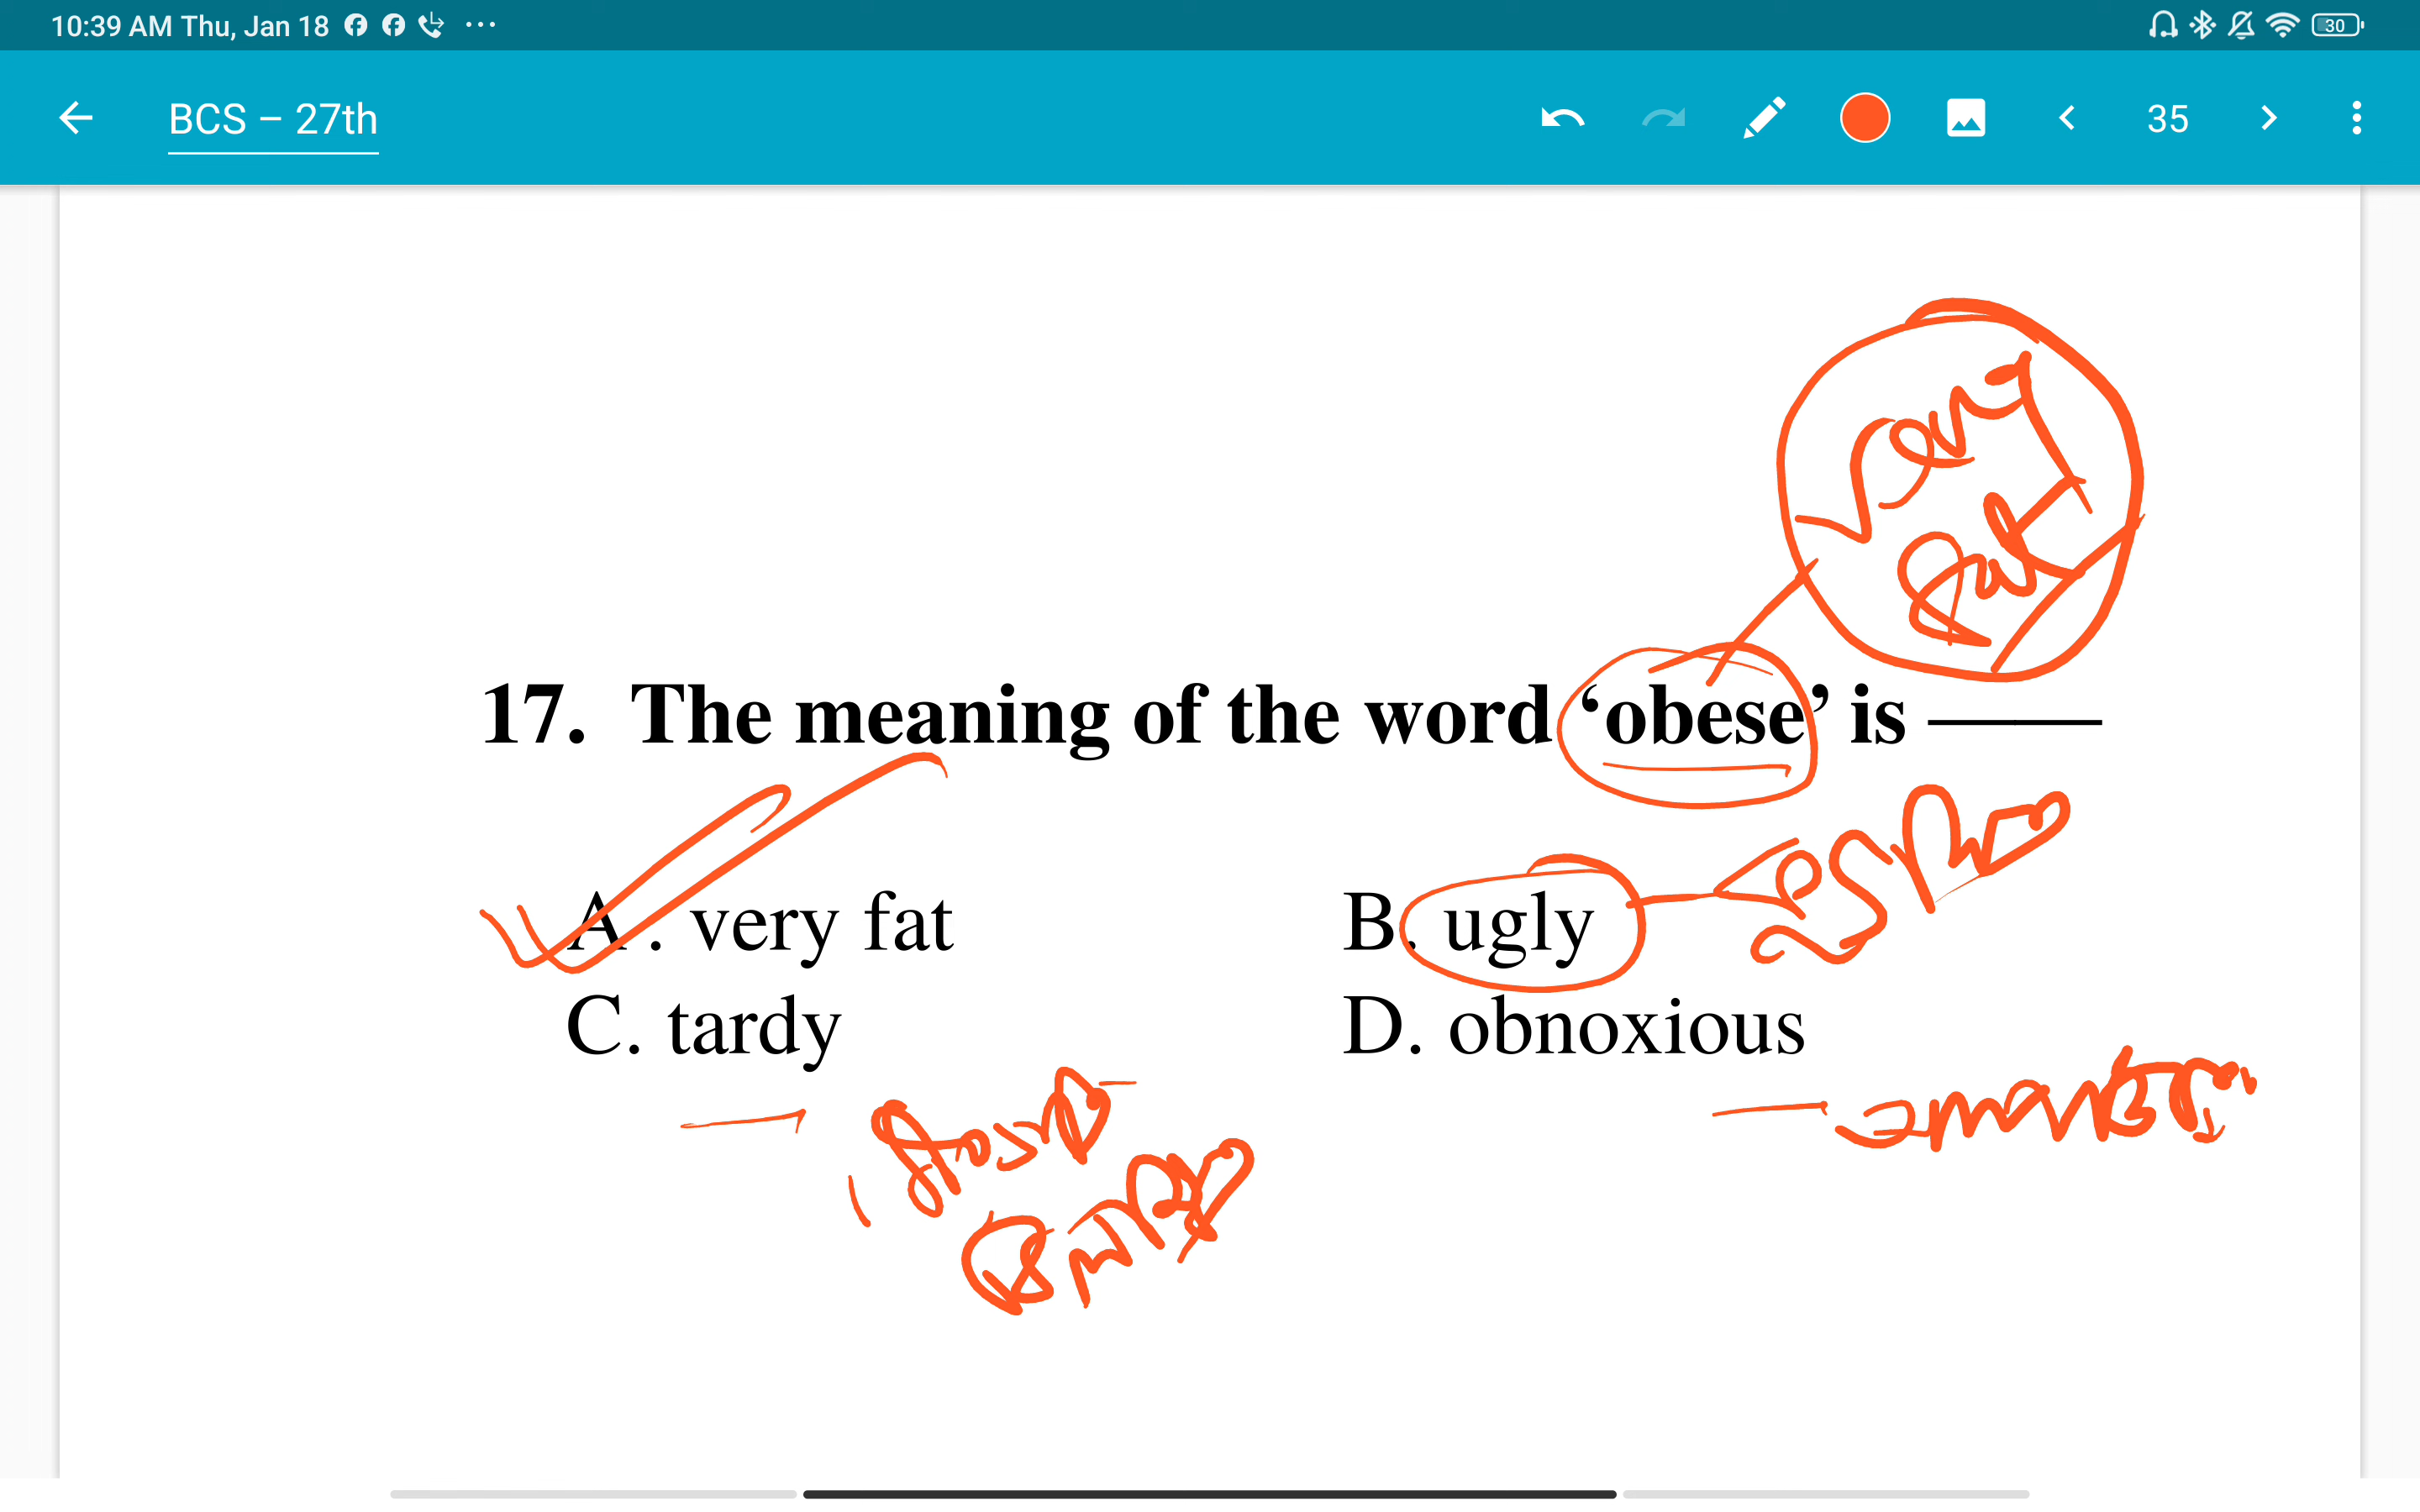 10:39 AM Thu, Jan 18
30
BCS – 27th
35
very
fat
17. The meaning of the word ‘obese’ is ———
A . very fat
B. ugly
C. tardy
D. obnoxious